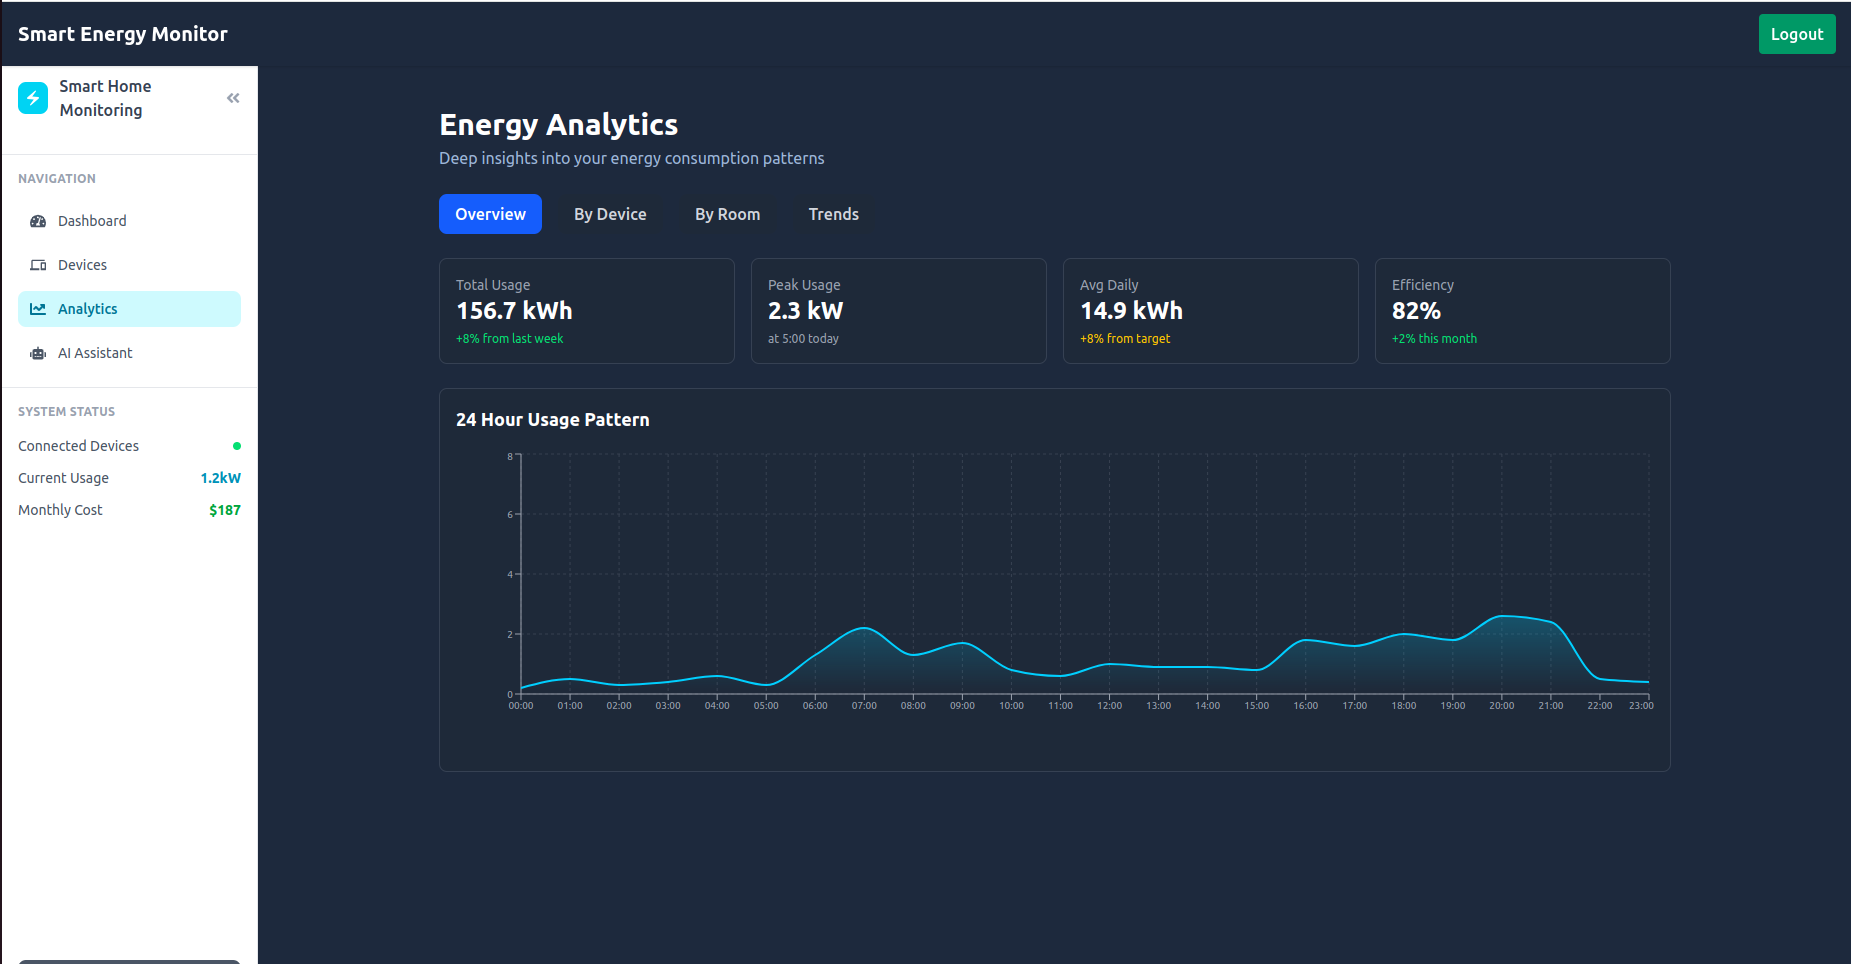 Smart Energy Monitor
Logout
Smart Home
Monitoring
NAVIGATION
Dashboard
Devices
Analytics
AI Assistant
SYSTEM STATUS
Connected Devices
Current Usage 1.2kW
Monthly Cost $187
Energy Analytics
Deep insights into your energy consumption patterns
Overview By Device By Room Trends
Total Usage
156.7 kWh
+8% from last week
Peak Usage
2.3 kW
at 5:00 today
Avg Daily
14.9 kWh
+8% from target
Efficiency
82%
+2% this month
24 Hour Usage Pattern
8
6
4
2
0
00:00 01:00 02:00 03:00 04:00 05:00 06:00 07:00 08:00 09:00 10:00 11:00 12:00 13:00 14:00 15:00 16:00 17:00 18:00 19:00 20:00 21:00 22:00 23:00